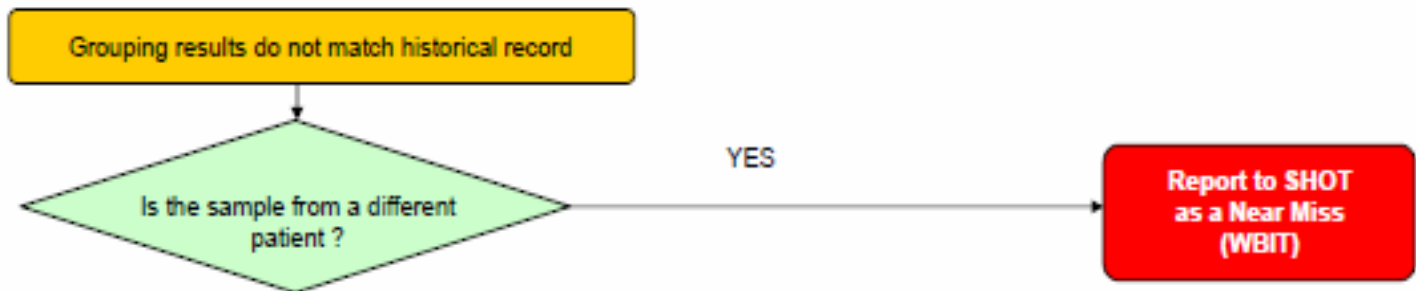 Grouping results do not match historical record
YES
Is the sample from a different
patient ?
Report to SHOT
as a Near Miss
(WBIT)